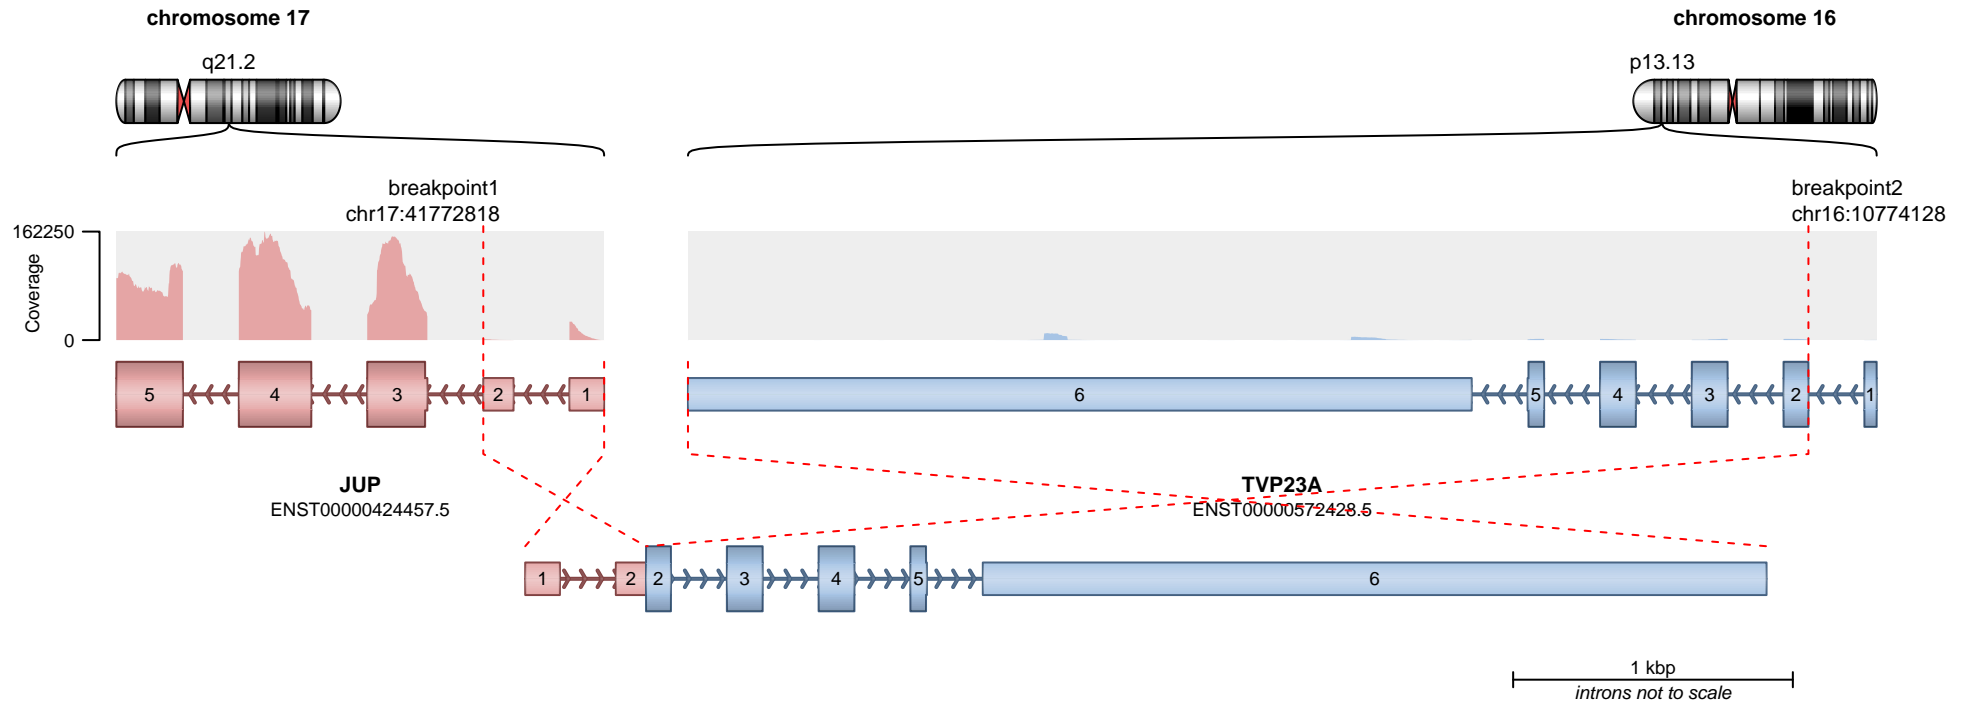 chromosome 17
chromosome 16
q21.2
p13.13
breakpoint1
chr17:41772818
breakpoint2
chr16:10774128
162250
Coverage
0
5 4 3 2 1
6 5 4 3 2 1
JUP
ENST00000424457.5
TVP23A
ENST00000572428.5
1 2 2 3 4 5 6
1 kbp
introns not to scale